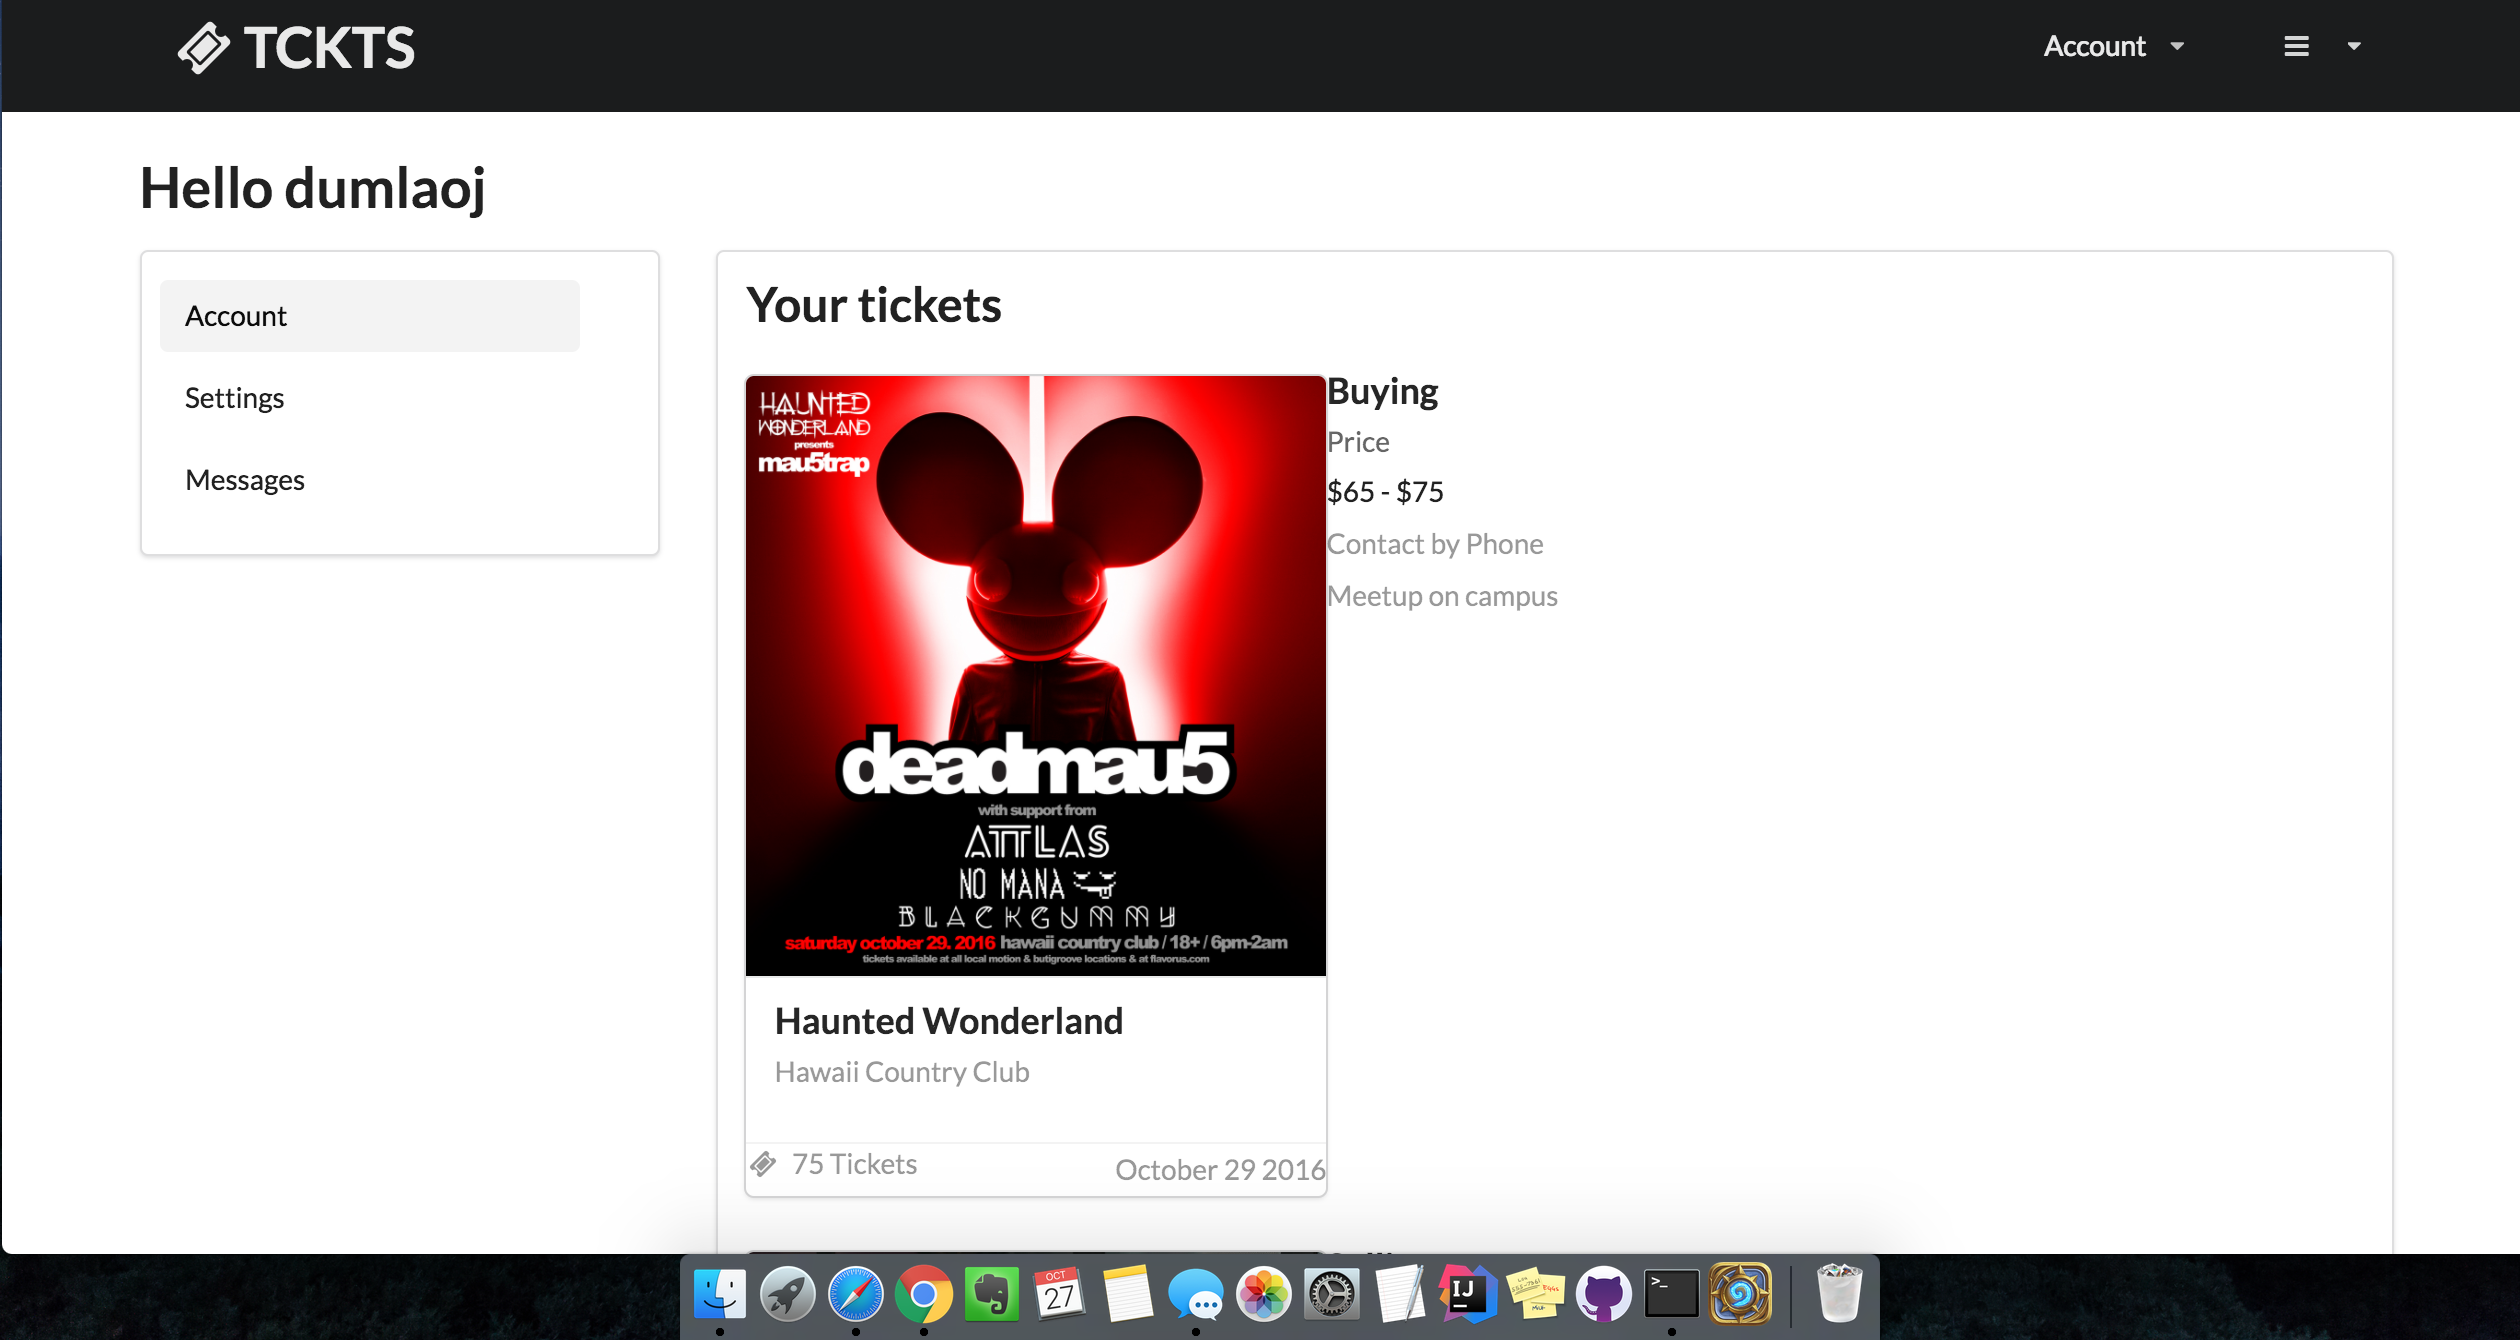 TCKTS
Account
Hello dumlaoj
Account
Settings
Messages
Your tickets
HAUNTED
WONDERLAND
presents
mau5trap
deadmau5
with support from
ATTLAS
NO MANA
BLACKGUMMY
saturday october 29. 2016 hawaii country club / 18+ / 6pm-2am
tickets available at all local motion & butigroove locations & at flavorus.com
Haunted Wonderland
Hawaii Country Club
75 Tickets
October 29 2016
Buying
Price
$65 - $75
Contact by Phone
Meetup on campus
OCT
27
IJ
>_